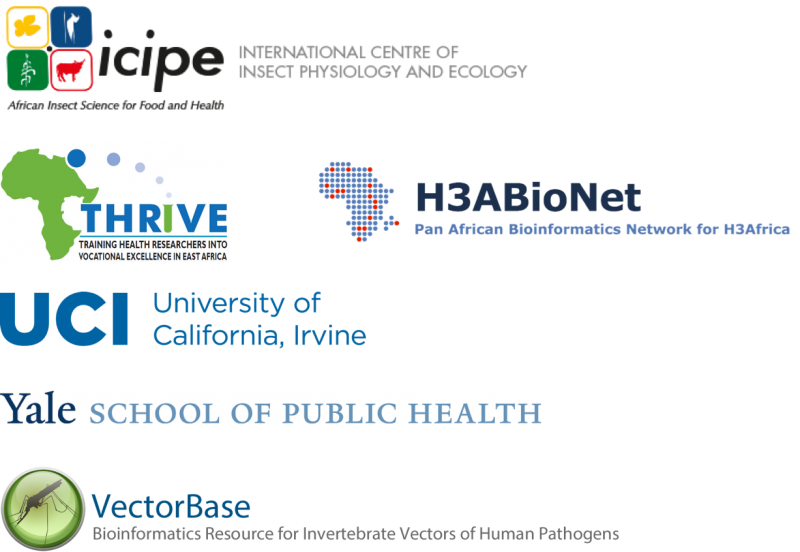 icipe
INTERNATIONAL CENTRE OF
INSECT PHYSIOLOGY AND ECOLOGY
African Insect Science for Food and Health
THRIVE
TRAINING HEALTH RESEARCHERS INTO
VOCATIONAL EXCELLENCE IN EAST AFRICA
H3ABioNet
Pan African Bioinformatics Network for H3Africa
UCI
University of
California, Irvine
Yale SCHOOL OF PUBLIC HEALTH
VectorBase
Bioinformatics Resource for Invertebrate Vectors of Human Pathogens